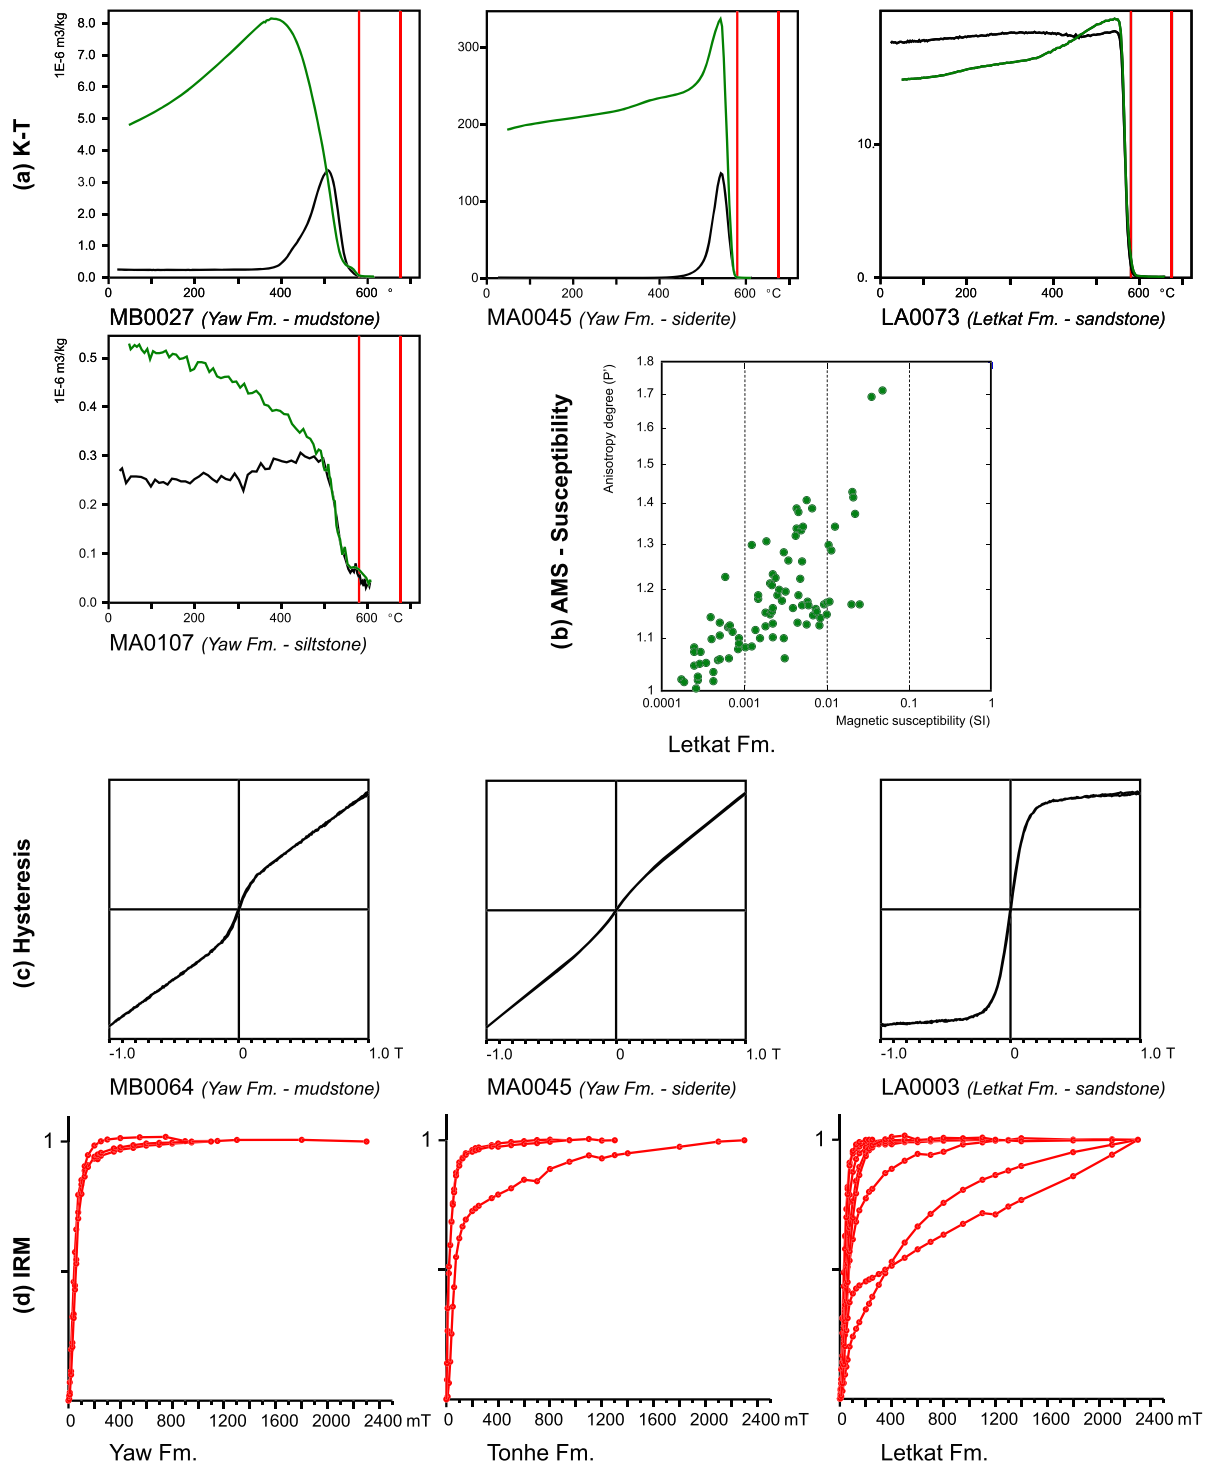 (a) K-T
1E-6 m3/kg
8.0
7.0
6.0
5.0
4.0
3.0
2.0
1.0
0.0
0 200 400 600 °
MB0027 (Yaw Fm. - mudstone)
300
200
100
0
0 200 400 600 °C
MA0045 (Yaw Fm. - siderite)
10.
0.
0 200 400 600
LA0073 (Letkat Fm. - sandstone)
1E-6 m3/kg
0.5
0.4
0.3
0.2
0.1
0.0
0 200 400 600 °C
MA0107 (Yaw Fm. - siltstone)
(b) AMS - Susceptibility
Anisotropy degree (P')
1.8
1.7
1.6
1.5
1.4
1.3
1.2
1.1
1
0.0001 0.001 0.01 0.1 1
Magnetic susceptibility (SI)
Letkat Fm.
(c) Hysteresis
-1.0 0 1.0 T
MB0064 (Yaw Fm. - mudstone)
-1.0 0 1.0 T
MA0045 (Yaw Fm. - siderite)
-1.0 0 1.0 T
LA0003 (Letkat Fm. - sandstone)
(d) IRM
1
0 400 800 1200 1600 2000 2400 mT
Yaw Fm.
1
0 400 800 1200 1600 2000 2400 mT
Tonhe Fm.
1
0 400 800 1200 1600 2000 2400 mT
Letkat Fm.